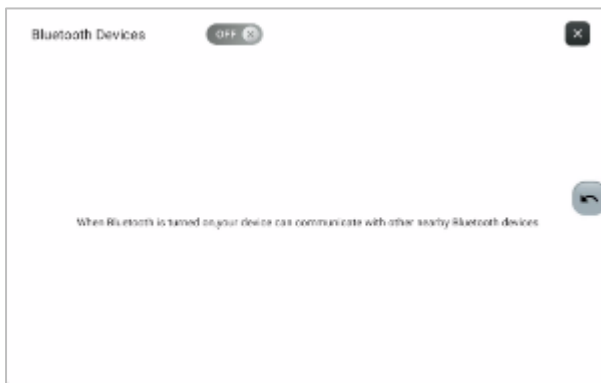 Bluetooth Devices
OFF
When Bluetooth is turned on,your device can communicate with other nearby Bluetooth devices